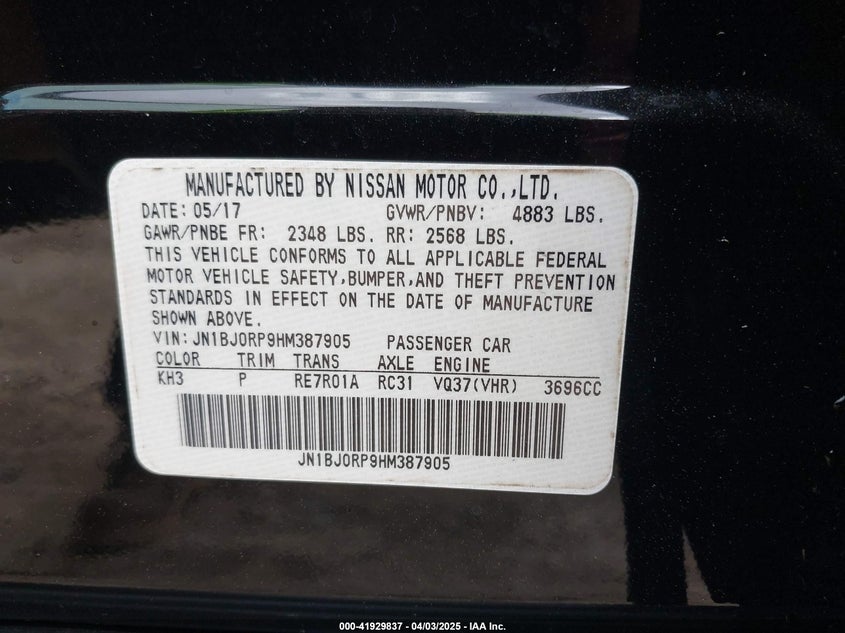 MANUFACTURED BY NISSAN MOTOR CO.,LTD.
DATE: 05/17 GVWR/PNBV: 4883 LBS.
GAWR/PNBE FR: 2348 LBS. RR: 2568 LBS.
THIS VEHICLE CONFORMS TO ALL APPLICABLE FEDERAL
MOTOR VEHICLE SAFETY,BUMPER,AND THEFT PREVENTION
STANDARDS IN EFFECT ON THE DATE OF MANUFACTURE
SHOWN ABOVE.
VIN:JN1BJ0RP9HM387905 PASSENGER CAR
COLOR TRIM TRANS AXLE ENGINE
KH3 P RE7R01A RC31 VQ37(VHR) 3696CC
JN1BJ0RP9HM387905
000-41929837 - 04/03/2025 - IAA Inc.